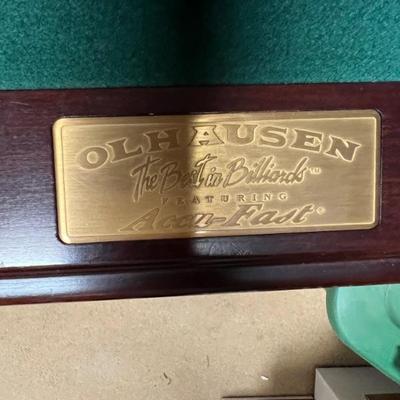 OLHAUSEN
The Best in Billiards™
FEATURING
Accu-Fast®